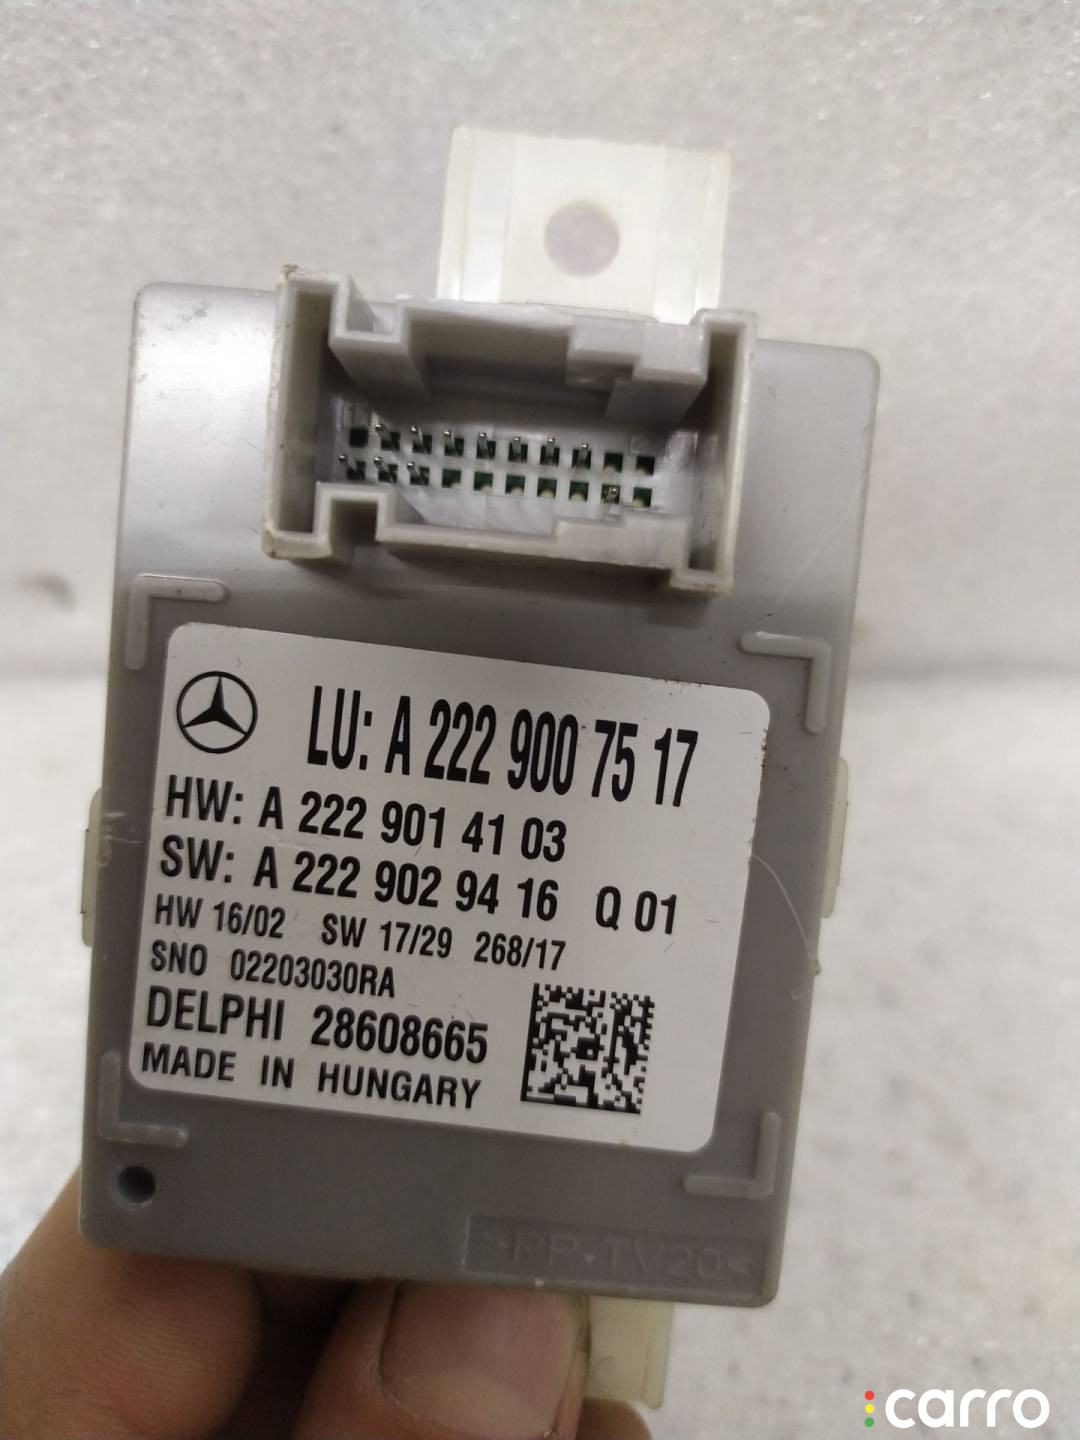 LU: A 222 900 75 17
HW: A 222 901 41 03
SW: A 222 902 94 16 Q 01
HW 16/02 SW 17/29 268/17
SNO 02203030RA
DELPHI 28608665
MADE IN HUNGARY
>PP-TV20<
carro